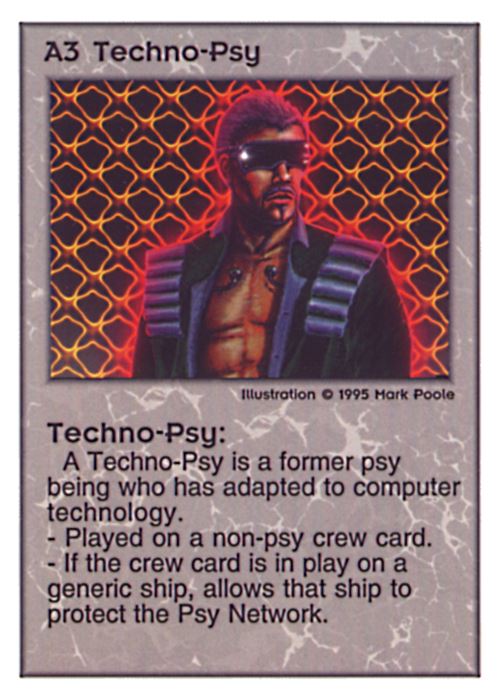 A3 Techno-Psy
Illustration © 1995 Mark Poole
Techno-Psy:
A Techno-Psy is a former psy
being who has adapted to computer
technology.
- Played on a non-psy crew card.
- If the crew card is in play on a
generic ship, allows that ship to
protect the Psy Network.